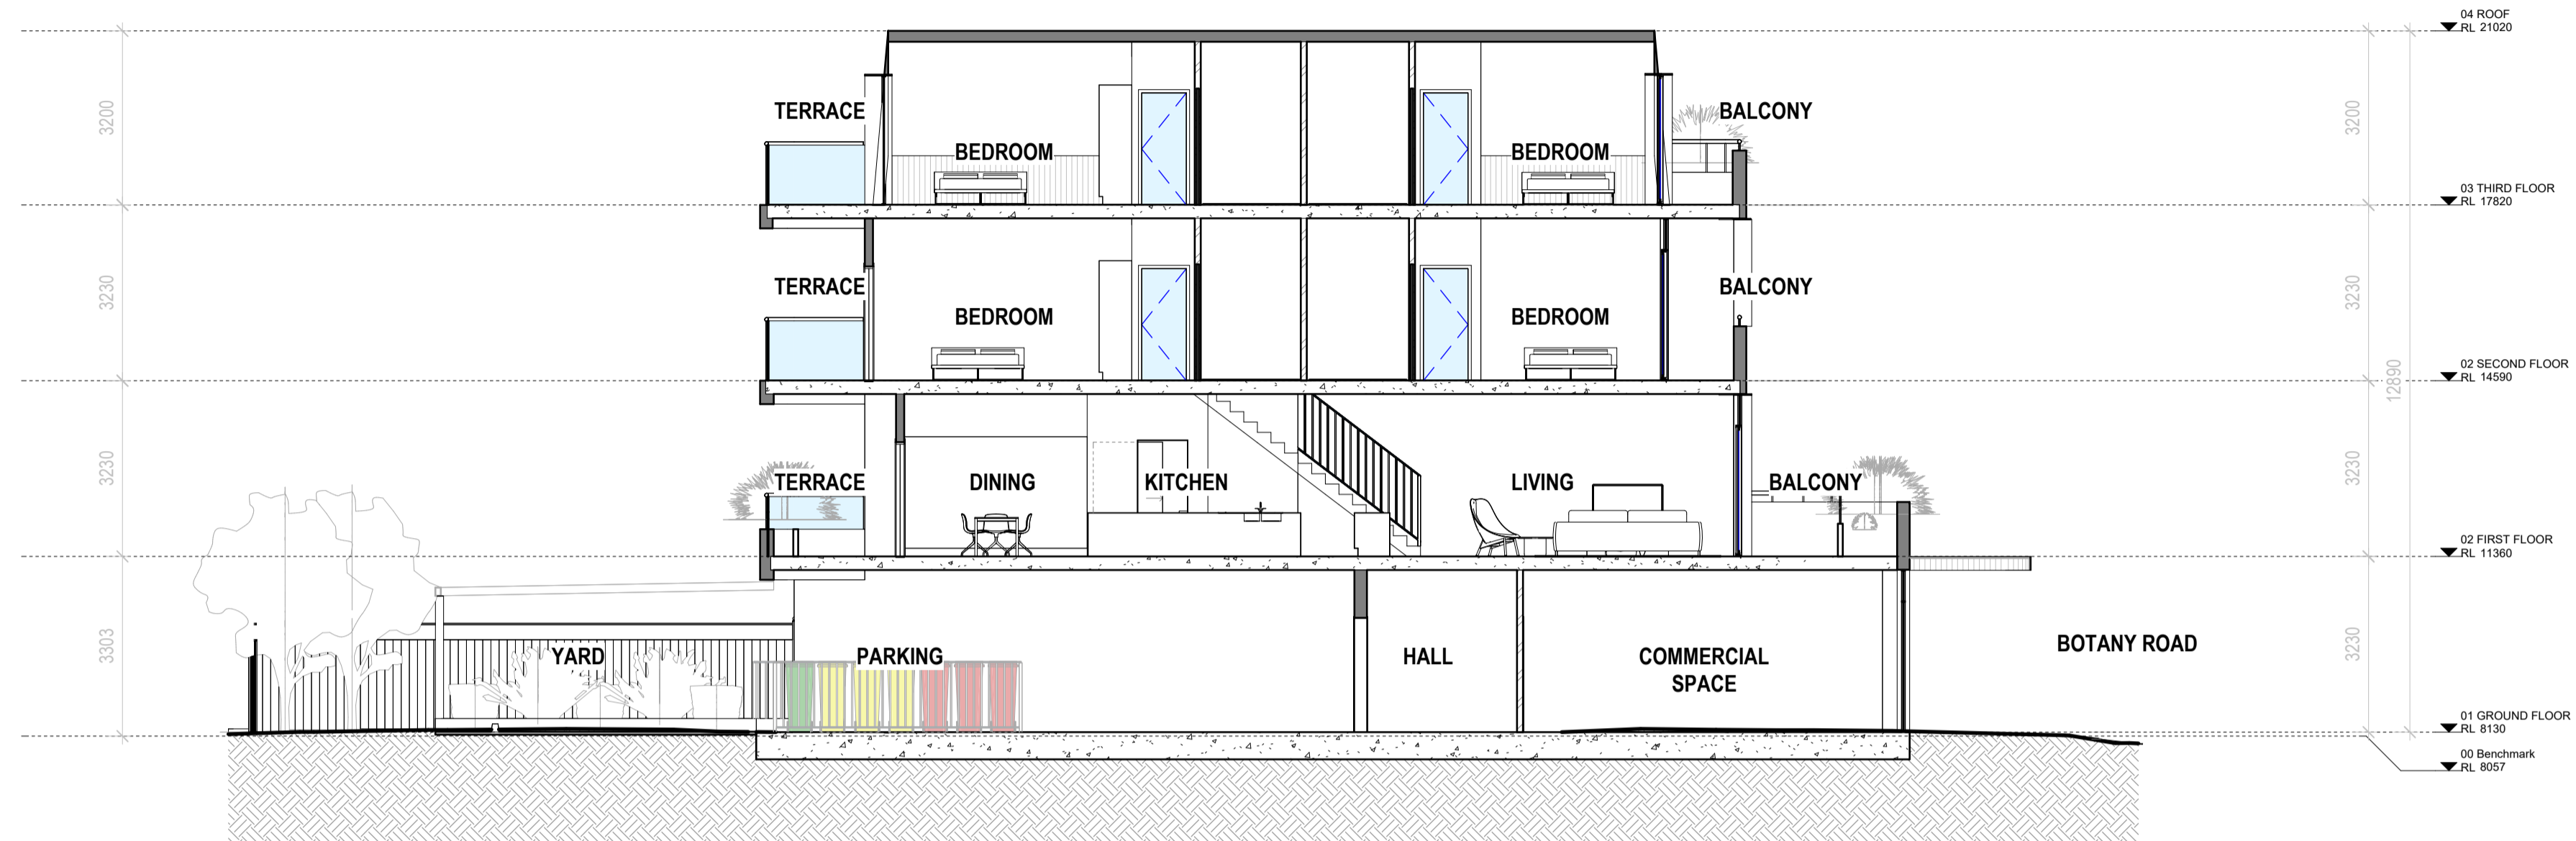 04 ROOF
RL 21020
3200
TERRACE
BALCONY
3200
BEDROOM
BEDROOM
03 THIRD FLOOR
RL 17820
3230
TERRACE
BALCONY
3230
BEDROOM
BEDROOM
02 SECOND FLOOR
RL 14590
12890
3230
TERRACE
DINING
KITCHEN
LIVING
BALCONY
3230
02 FIRST FLOOR
RL 11360
3303
YARD
PARKING
HALL
COMMERCIAL
SPACE
BOTANY ROAD
3230
01 GROUND FLOOR
RL 8130
00 Benchmark
RL 8057